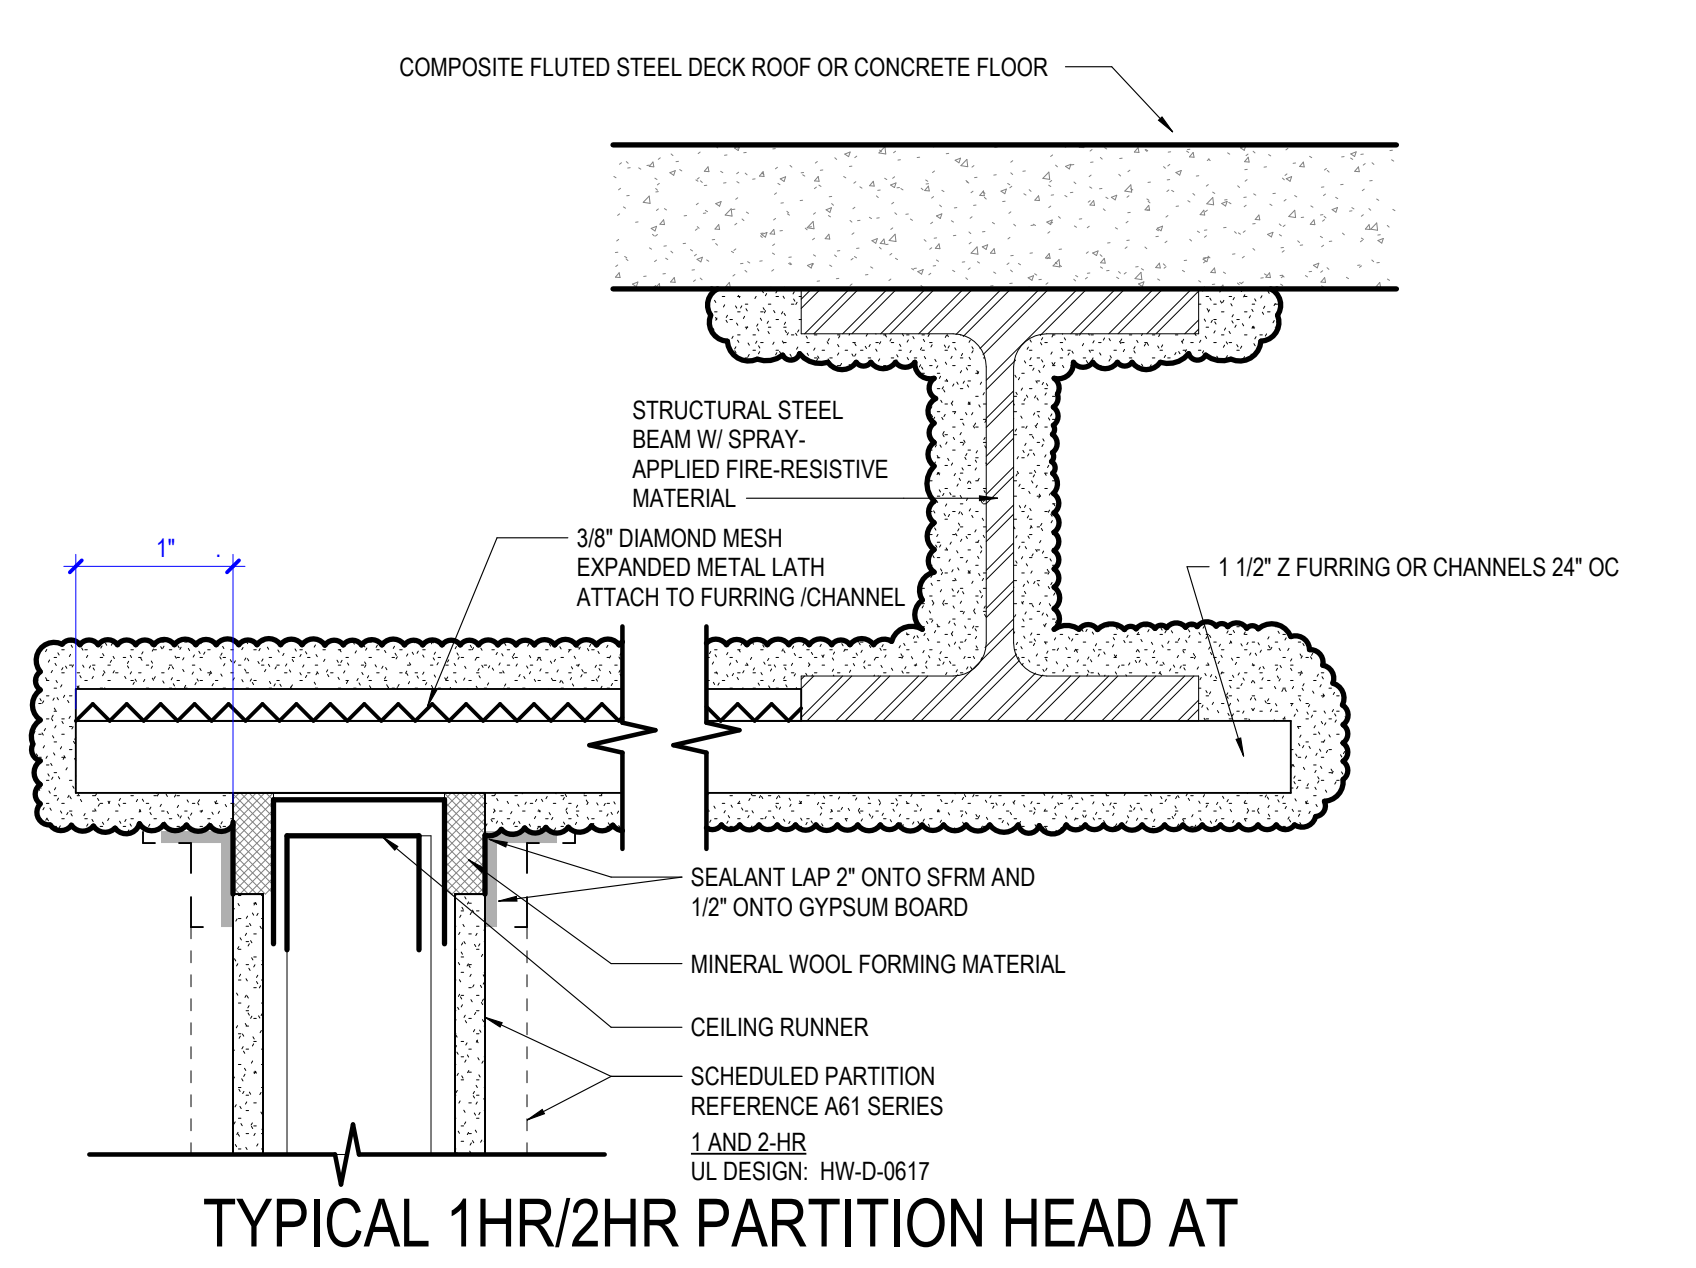 COMPOSITE FLUTED STEEL DECK ROOF OR CONCRETE FLOOR
STRUCTURAL STEEL
BEAM W/ SPRAY-
APPLIED FIRE-RESISTIVE
MATERIAL
3/8" DIAMOND MESH
EXPANDED METAL LATH
ATTACH TO FURRING /CHANNEL
1"
1 1/2" Z FURRING OR CHANNELS 24" OC
SEALANT LAP 2" ONTO SFRM AND
1/2" ONTO GYPSUM BOARD
MINERAL WOOL FORMING MATERIAL
CEILING RUNNER
SCHEDULED PARTITION
REFERENCE A61 SERIES
1 AND 2-HR
UL DESIGN: HW-D-0617
TYPICAL 1HR/2HR PARTITION HEAD AT